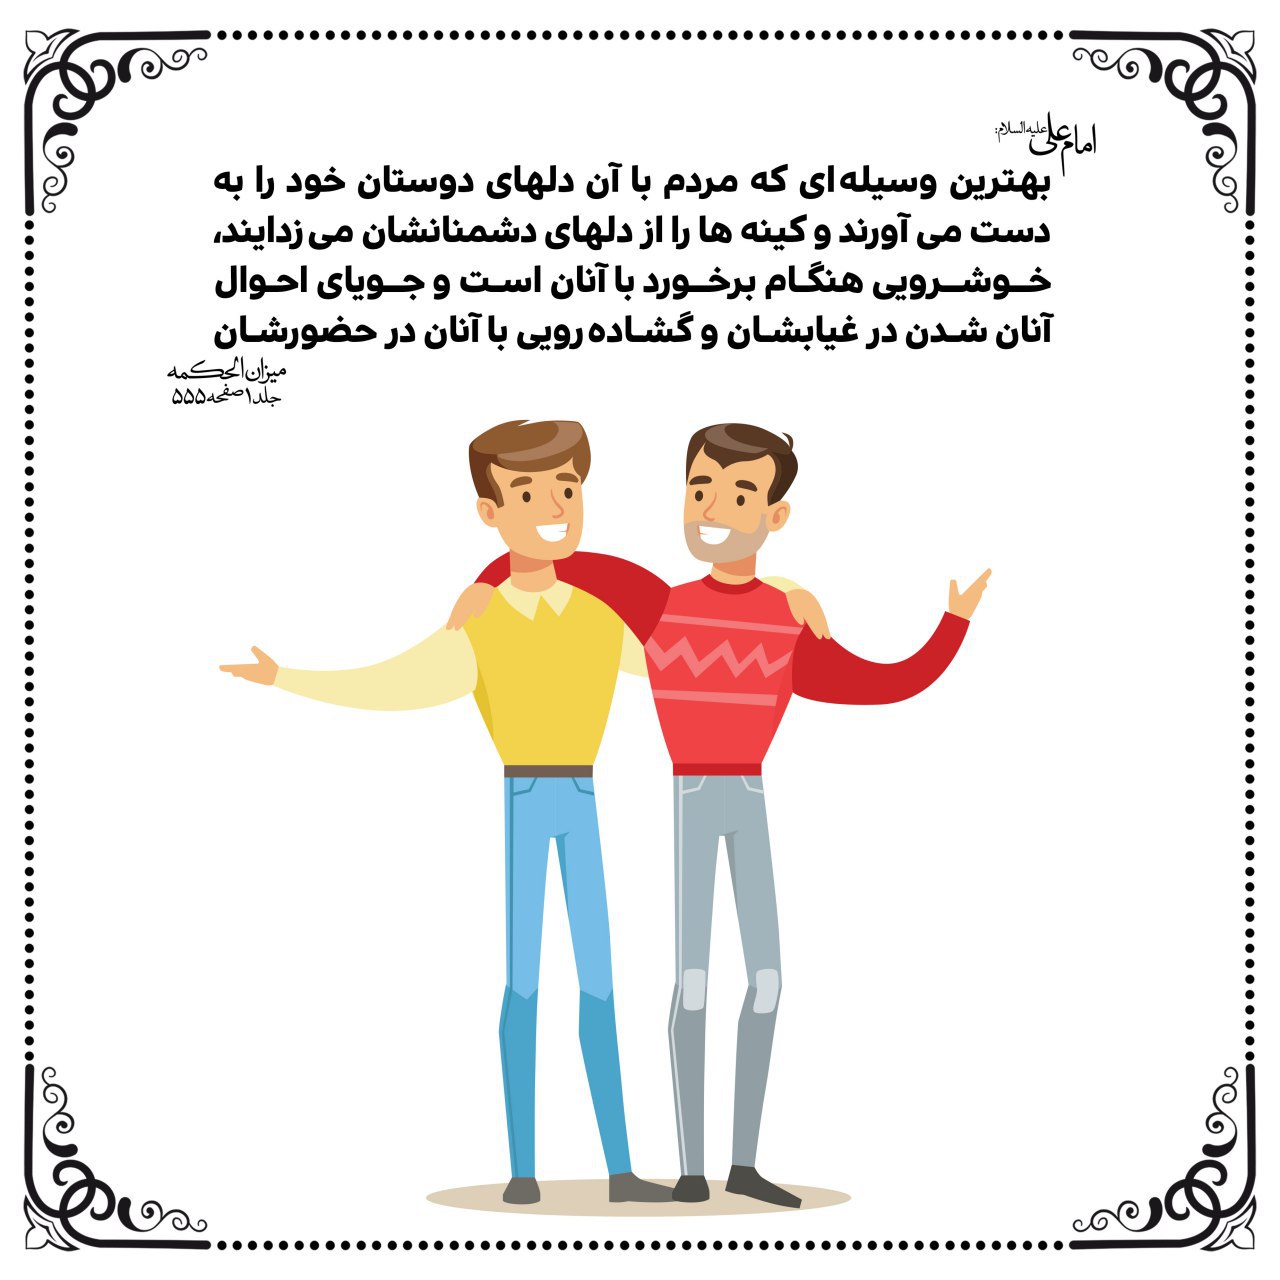 امام علی علیه‌السلام:
بهترین وسیله‌ای که مردم با آن دلهای دوستان خود را به
دست می آورند و کینه ها را از دلهای دشمنانشان می‌زدایند،
خوشرویی هنگام برخورد با آنان است و جویای احوال
آنان شدن در غیابشان و گشاده‌رویی با آنان در حضورشان
میزان الحکمه
جلد۱صفحه۵۵۵